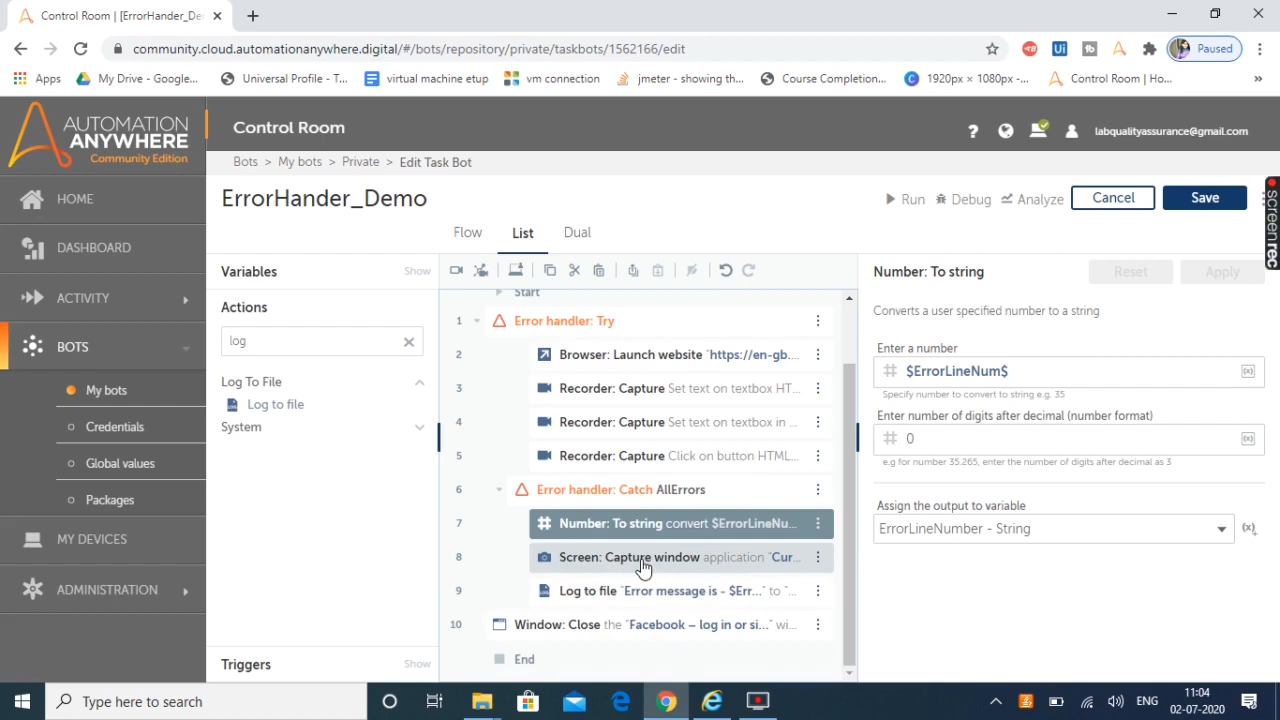 Control Room | [ErrorHander_De
community.cloud.automationanywhere.digital/#/bots/repository/private/taskbots/1562166/edit
Paused
Apps
My Drive - Google...
Universal Profile - T...
virtual machine etup
vm connection
jmeter - showing th...
Course Completion...
1920px × 1080px –...
Control Room | Ho...
»
AUTOMATION
ANYWHERE
Community Edition
Control Room
labqualityassurance@gmail.com
HOME
DASHBOARD
ACTIVITY
BOTS
My bots
Credentials
Global values
Packages
MY DEVICES
ADMINISTRATION
Bots > My bots > Private > Edit Task Bot
ErrorHander_Demo
Run
Debug
Analyze
Cancel
Save
screenrec
Flow
List
Dual
Variables
Show
Actions
log
Log To File
Log to file
System
Triggers
Show
Start
1 Error handler: Try
2 Browser: Launch website "https://en-gb....
3 Recorder: Capture Set text on textbox HT...
4 Recorder: Capture Set text on textbox in ...
5 Recorder: Capture Click on button HTML...
6 Error handler: Catch AllErrors
7 Number: To string convert $ErrorLineNu...
8 Screen: Capture window application "Cur...
9 Log to file "Error message is - $Err..." to "...
10 Window: Close the "Facebook – log in or si..." wi...
End
Number: To string
Reset
Apply
Converts a user specified number to a string
Enter a number
# $ErrorLineNum$
(x)
Specify number to convert to string e.g. 35
Enter number of digits after decimal (number format)
# 0
(x)
e.g for number 35.265, enter the number of digits after decimal as 3
Assign the output to variable
ErrorLineNumber - String
Type here to search
ENG
11:04
02-07-2020